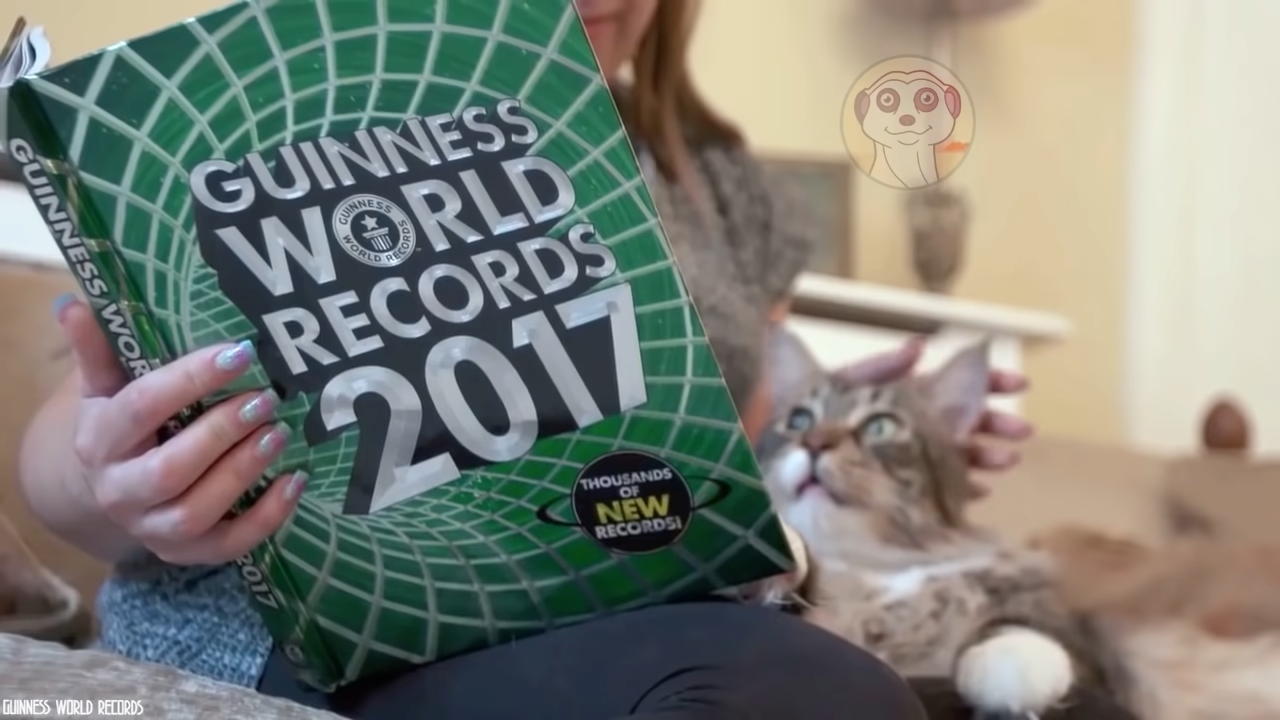 GUINNESS
WORLD
RECORDS
2017
GUINNESS
WORLD RECORDS
THOUSANDS
OF
NEW
RECORDS!
GUINNESS WOR
2017
GUINNESS WORLD RECORDS